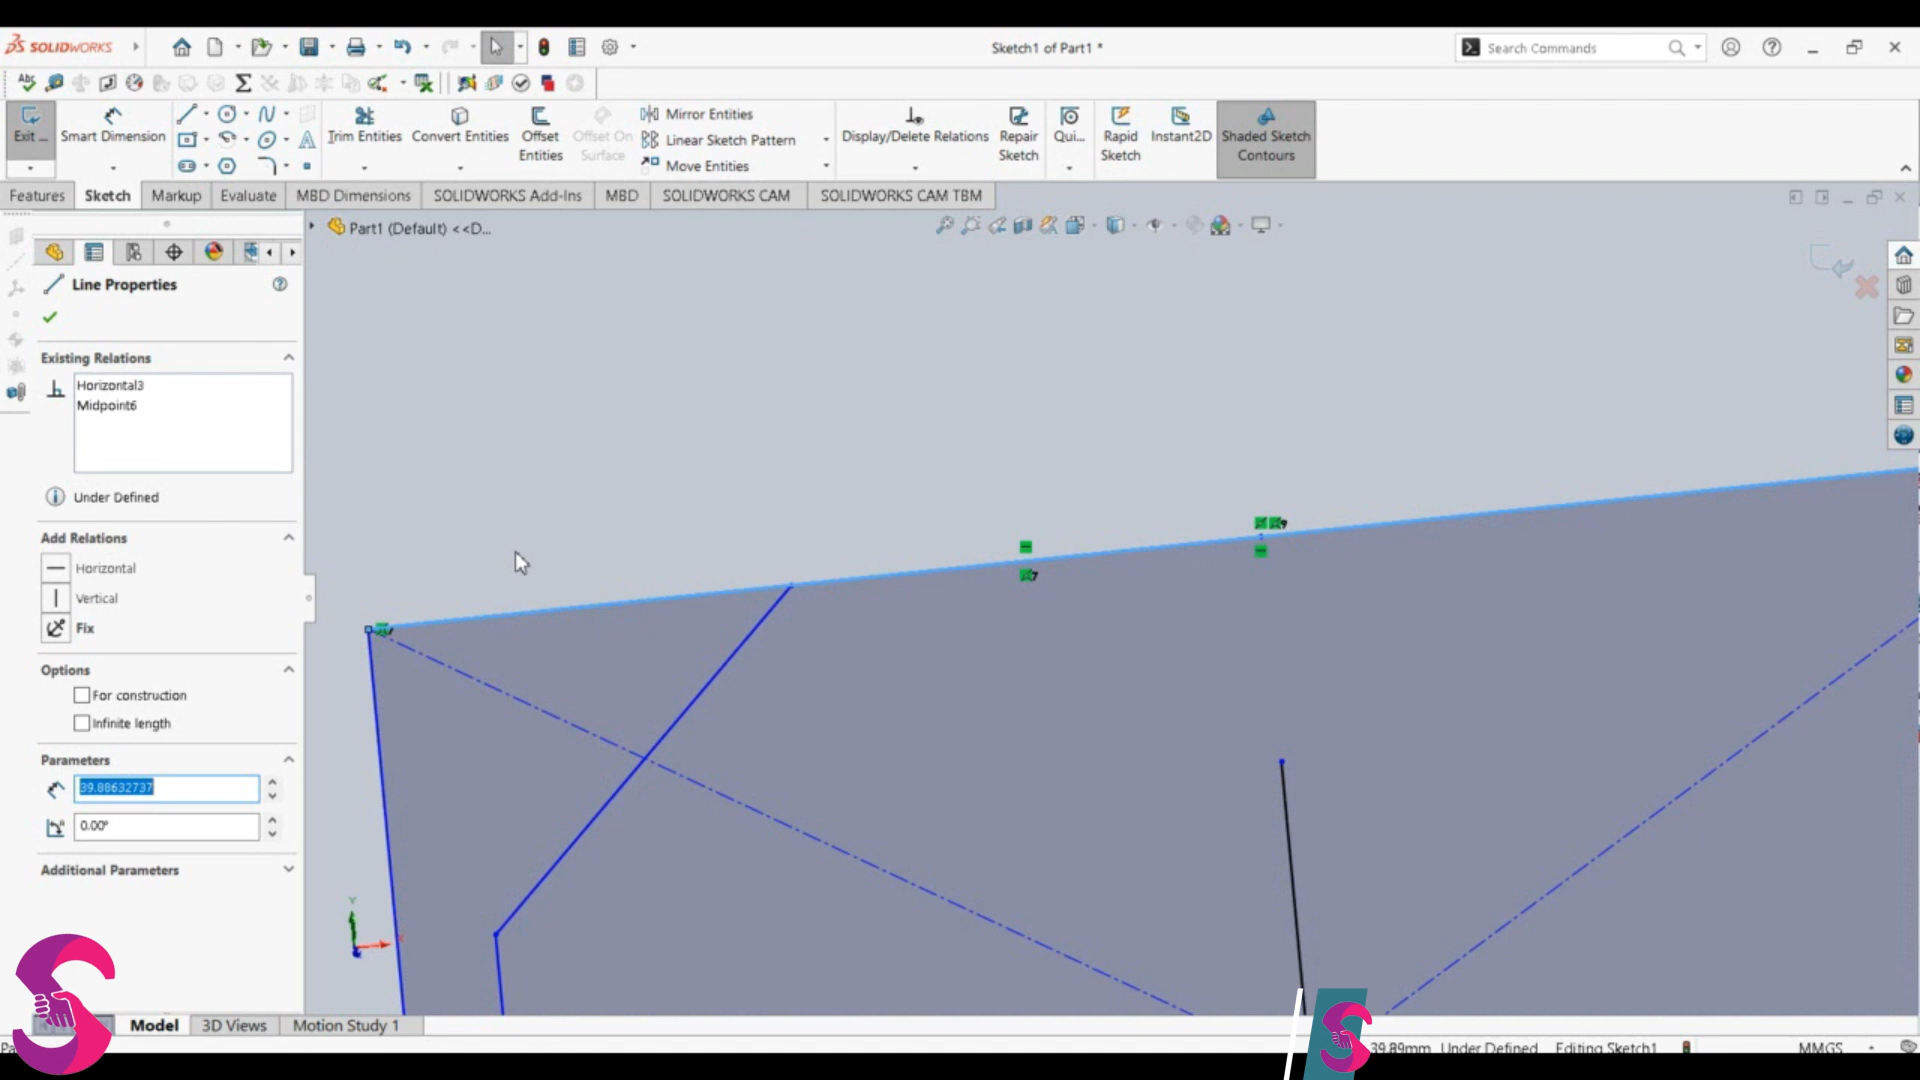 SOLIDWORKS
Sketch1 of Part1 *
Search Commands
Exit ...
Smart Dimension
Trim Entities
Convert Entities
Offset Entities
Offset On Surface
Mirror Entities
Linear Sketch Pattern
Move Entities
Display/Delete Relations
Repair Sketch
Qui...
Rapid Sketch
Instant2D
Shaded Sketch Contours
Features
Sketch
Markup
Evaluate
MBD Dimensions
SOLIDWORKS Add-Ins
MBD
SOLIDWORKS CAM
SOLIDWORKS CAM TBM
Part1 (Default) <<D...
Line Properties
Existing Relations
Horizontal3
Midpoint6
Under Defined
Add Relations
Horizontal
Vertical
Fix
Options
For construction
Infinite length
Parameters
39.88632737
0.00°
Additional Parameters
9
7
Y
Model
3D Views
Motion Study 1
39.89mm
Under Defined
Editing Sketch1
MMGS